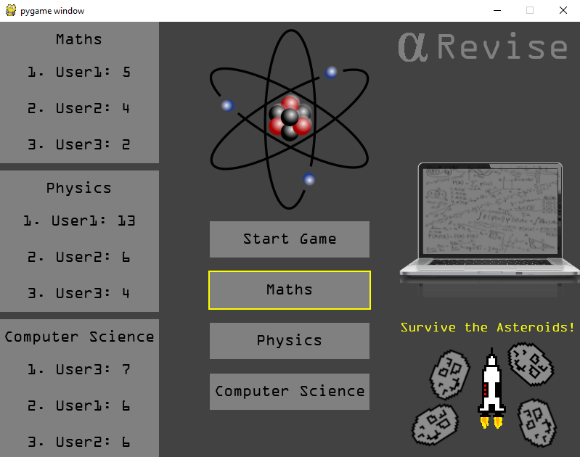 pygame window
Maths
1. User1: 5
2. User2: 4
3. User3: 2
Physics
1. User1: 13
2. User2: 6
3. User3: 4
Computer Science
1. User3: 7
2. User1: 6
3. User2: 6
Start Game
Maths
Physics
Computer Science
α Revise
Survive the Asteroids!